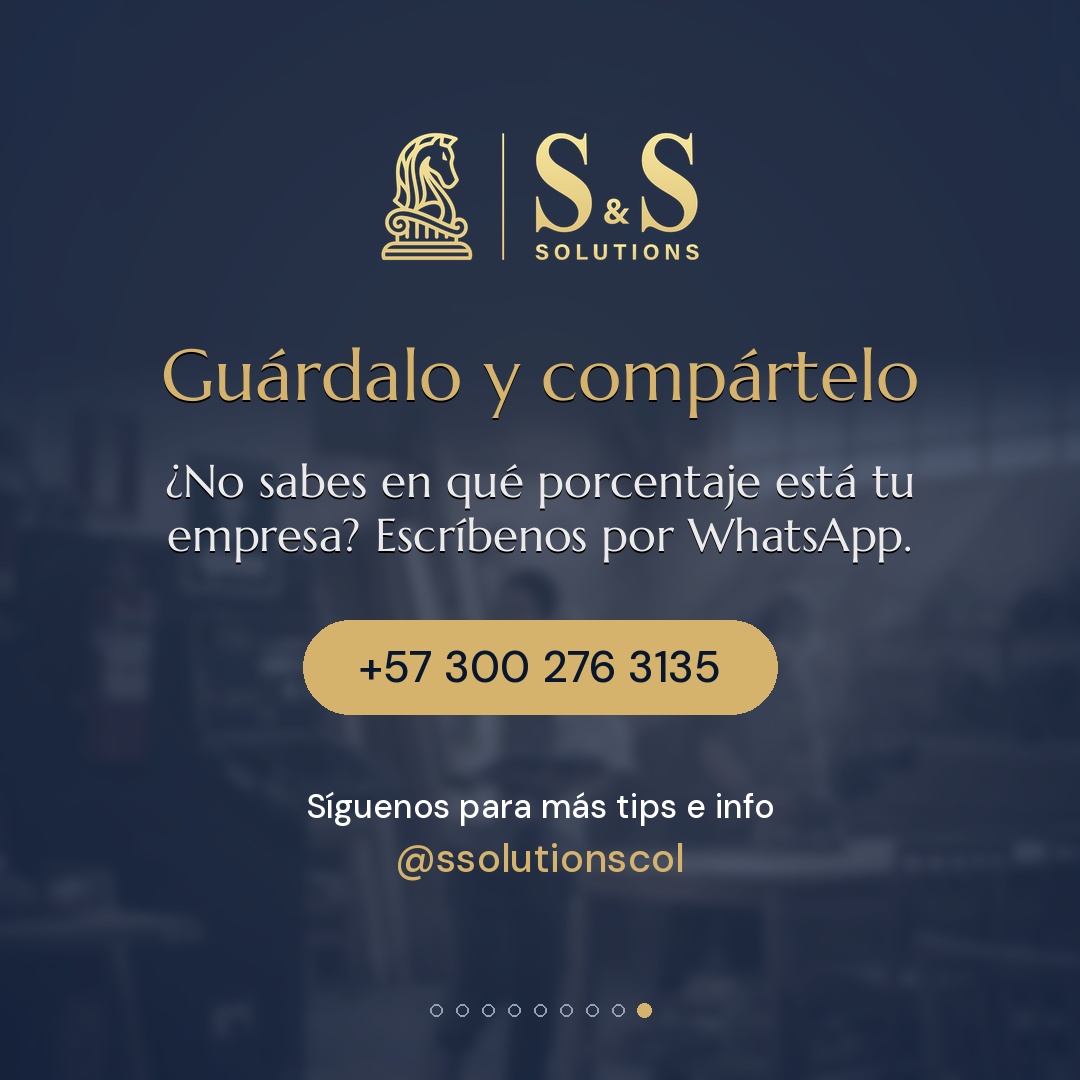 S&S
SOLUTIONS
Guárdalo y compártelo
¿No sabes en qué porcentaje está tu
empresa? Escríbenos por WhatsApp.
+57 300 276 3135
Síguenos para más tips e info
@ssolutionscol